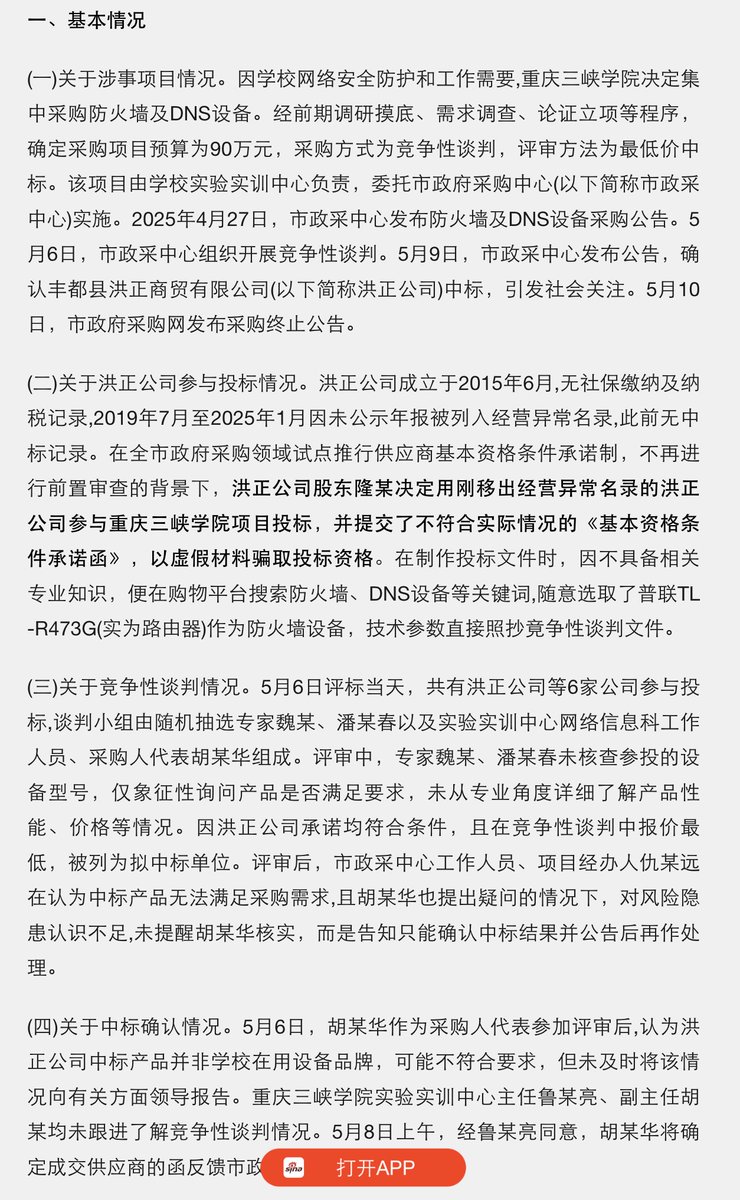 一、基本情况
(一)关于涉事项目情况。因学校网络安全防护和工作需要,重庆三峡学院决定集
中采购防火墙及DNS设备。经前期调研摸底、需求调查、论证立项等程序，
确定采购项目预算为90万元，采购方式为竞争性谈判，评审方法为最低价中
标。该项目由学校实验实训中心负责，委托市政府采购中心(以下简称市政采
中心)实施。2025年4月27日，市政采中心发布防火墙及DNS设备采购公告。5
月6日，市政采中心组织开展竞争性谈判。5月9日，市政采中心发布公告，确
认丰都县洪正商贸有限公司(以下简称洪正公司)中标，引发社会关注。5月10
日，市政府采购网发布采购终止公告。
(二)关于洪正公司参与投标情况。洪正公司成立于2015年6月,无社保缴纳及纳
税记录,2019年7月至2025年1月因未公示年报被列入经营异常名录,此前无中
标记录。在全市政府采购领域试点推行供应商基本资格条件承诺制，不再进
行前置审查的背景下，洪正公司股东隆某决定用刚移出经营异常名录的洪正
公司参与重庆三峡学院项目投标，并提交了不符合实际情况的《基本资格条
件承诺函》，以虚假材料骗取投标资格。在制作投标文件时，因不具备相关
专业知识，便在购物平台搜索防火墙、DNS设备等关键词,随意选取了普联TL
-R473G(实为路由器)作为防火墙设备，技术参数直接照抄竞争性谈判文件。
(三)关于竞争性谈判情况。5月6日评标当天，共有洪正公司等6家公司参与投
标,谈判小组由随机抽选专家魏某、潘某春以及实验实训中心网络信息科工作
人员、采购人代表胡某华组成。评审中，专家魏某、潘某春未核查参投的设
备型号，仅象征性询问产品是否满足要求，未从专业角度详细了解产品性
能、价格等情况。因洪正公司承诺均符合条件，且在竞争性谈判中报价最
低，被列为拟中标单位。评审后，市政采中心工作人员、项目经办人仇某远
在认为中标产品无法满足采购需求,且胡某华也提出疑问的情况下，对风险隐
患认识不足,未提醒胡某华核实，而是告知只能确认中标结果并公告后再作处
理。
(四)关于中标确认情况。5月6日，胡某华作为采购人代表参加评审后,认为洪
正公司中标产品并非学校在用设备品牌，可能不符合要求，但未及时将该情
况向有关方面领导报告。重庆三峡学院实验实训中心主任鲁某亮、副主任胡
某均未跟进了解竞争性谈判情况。5月8日上午，经鲁某亮同意，胡某华将确
定成交供应商的函反馈市政
sina 打开APP